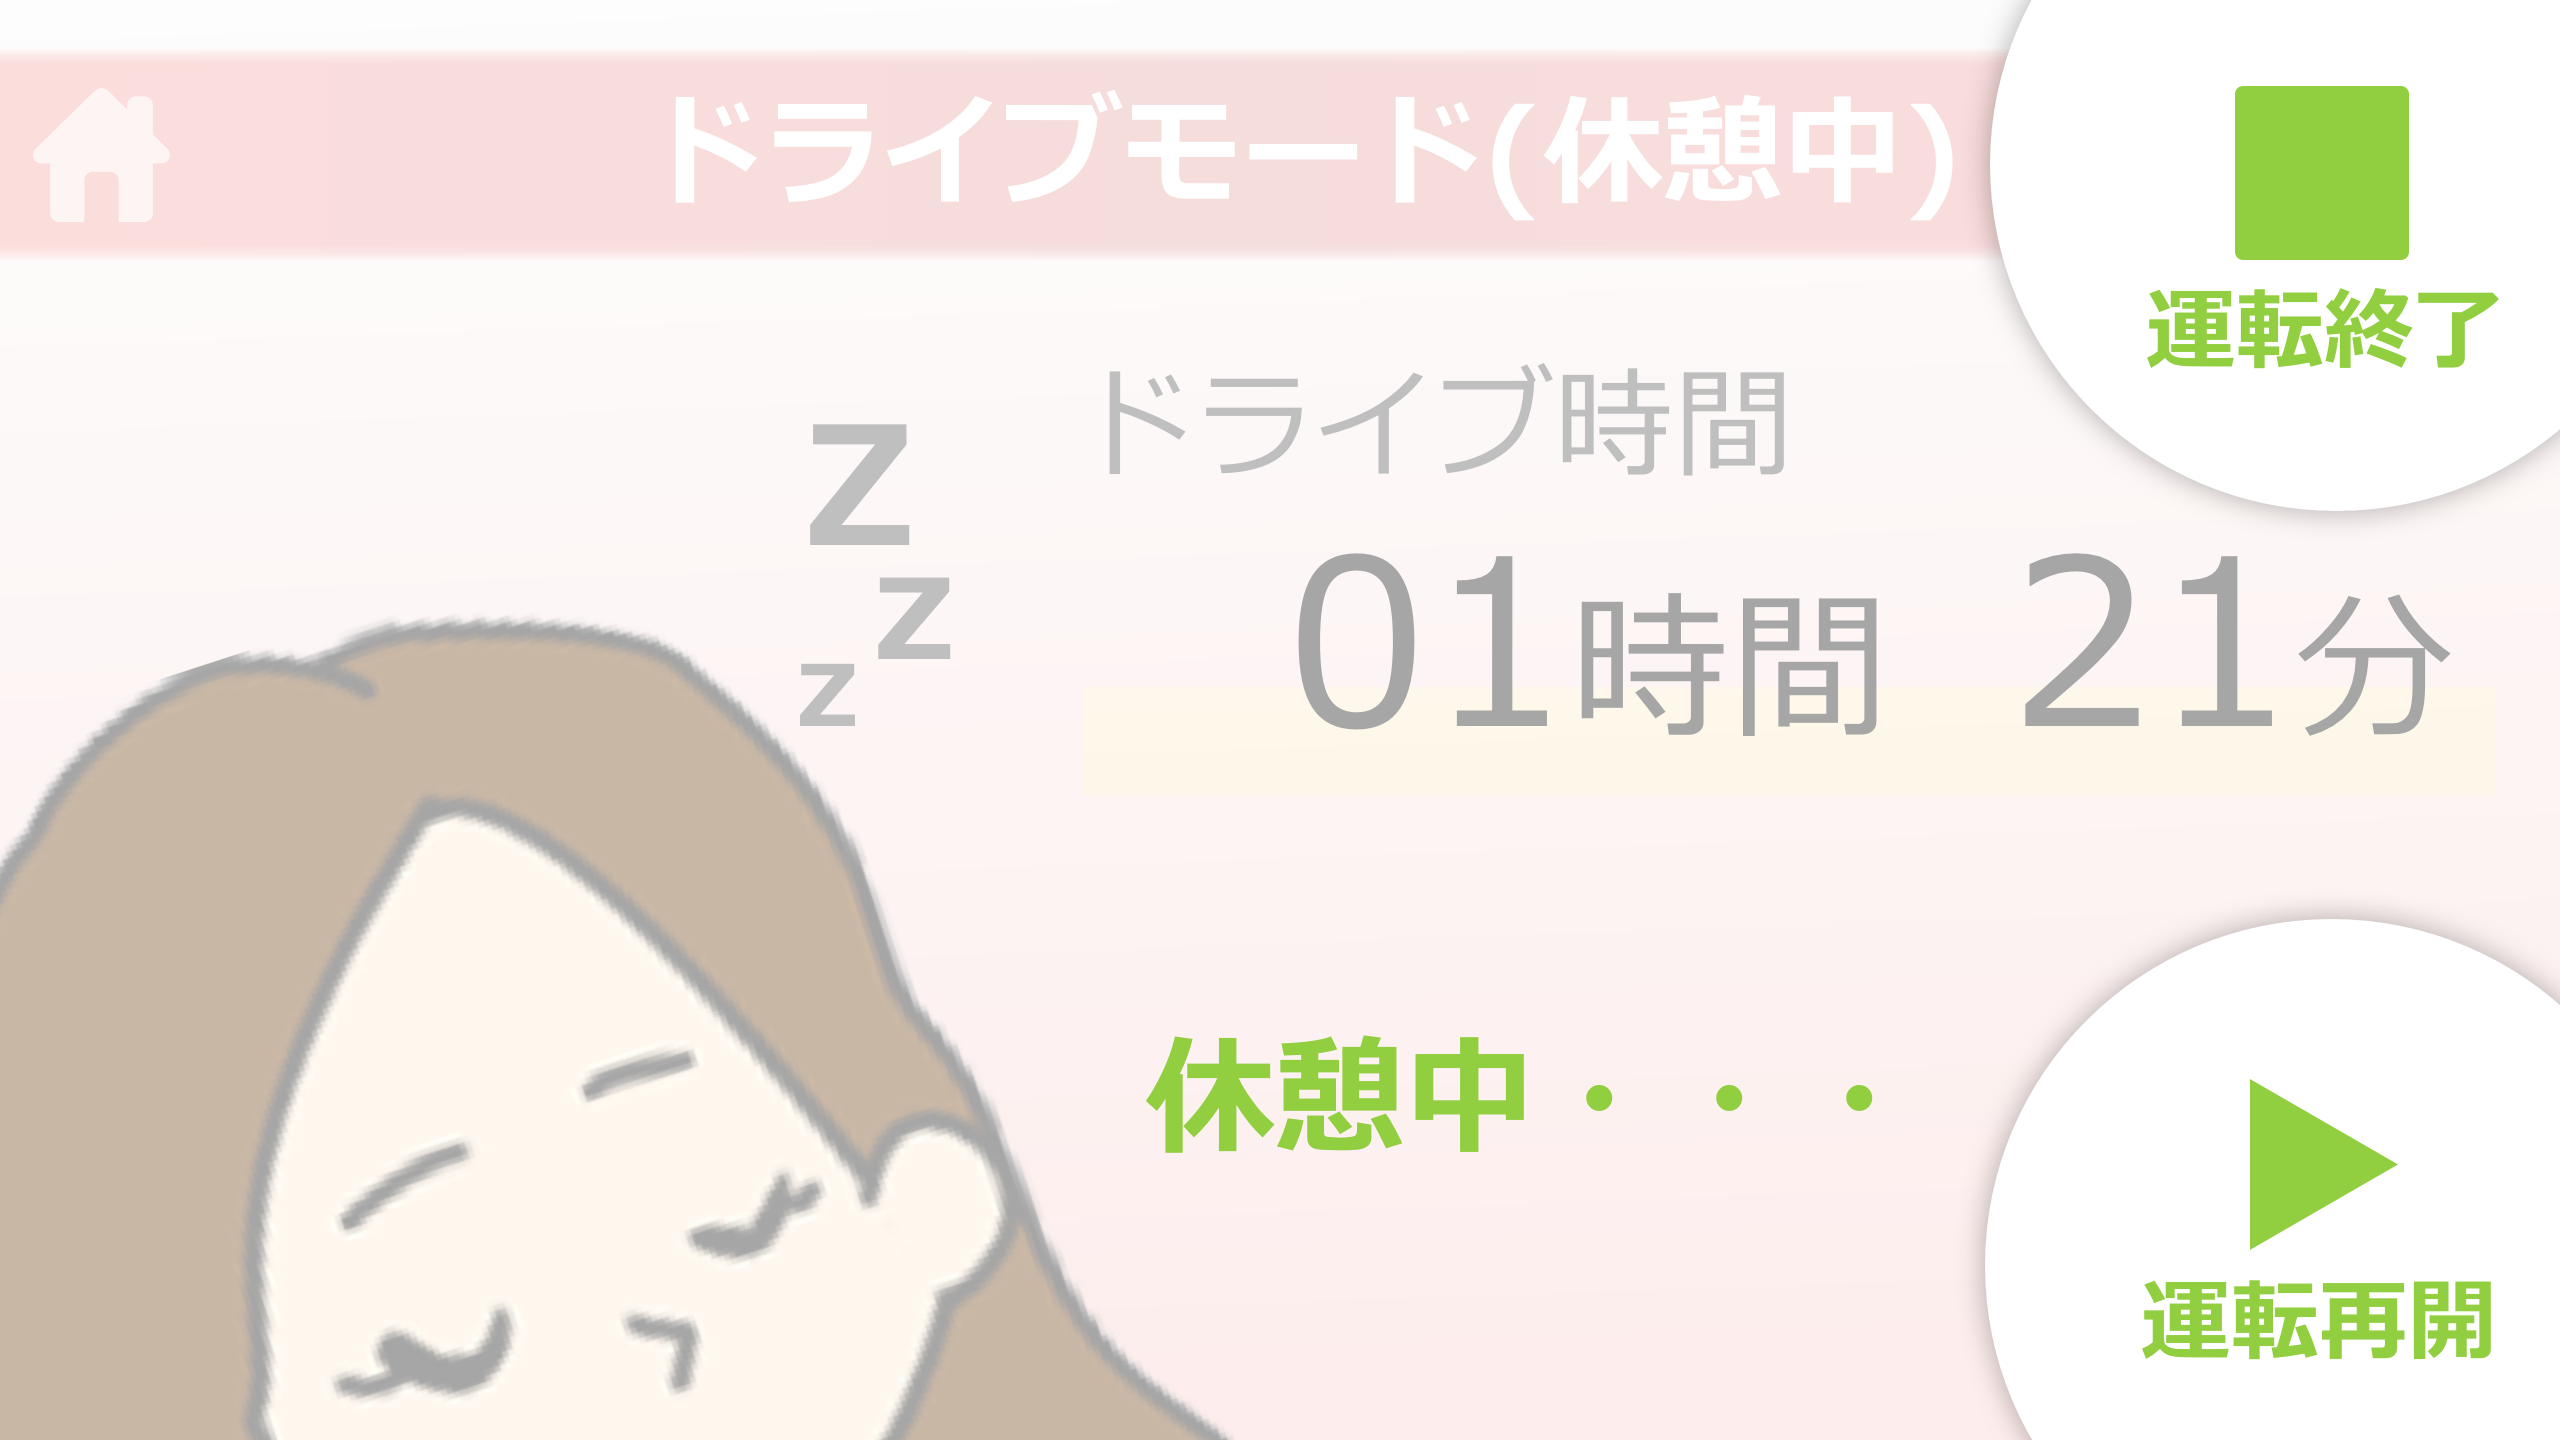 ドライブモード(休憩中)
運転終了
ドライブ時間
01時間 21分
Z
Z
Z
休憩中・・・
運転再開